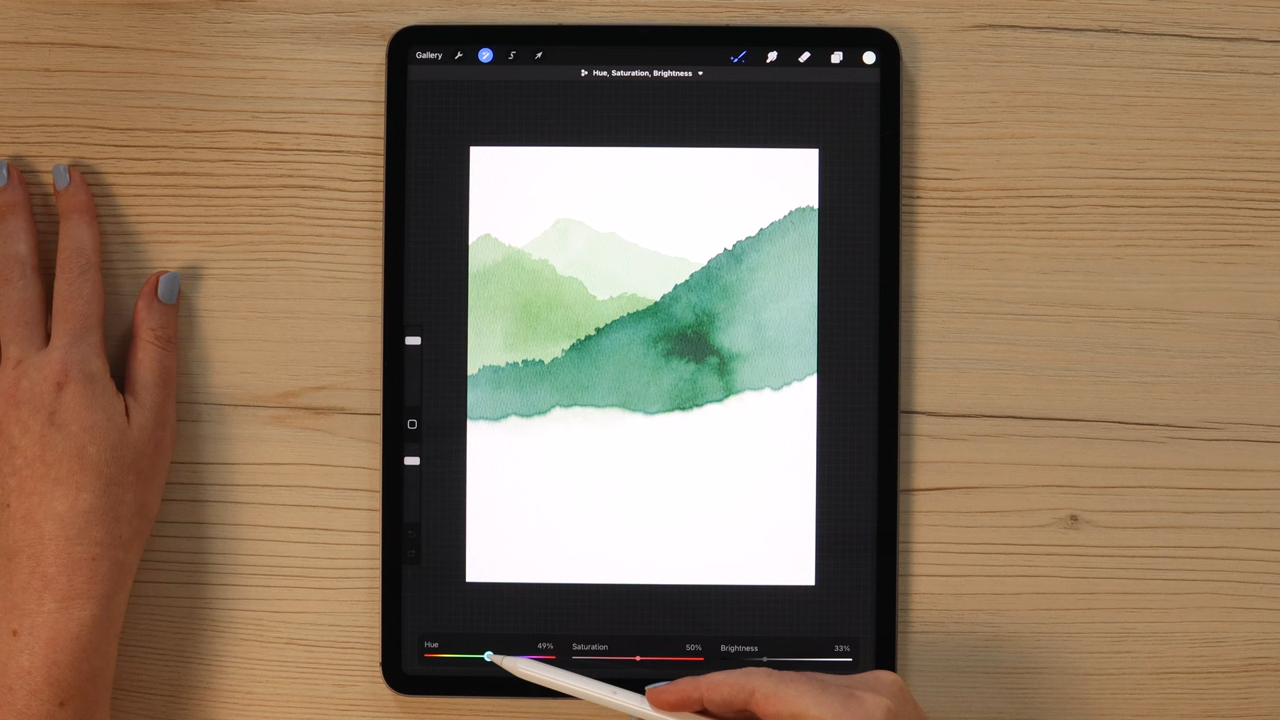 Gallery
Hue, Saturation, Brightness
Hue 49% Saturation 50% Brightness 33%